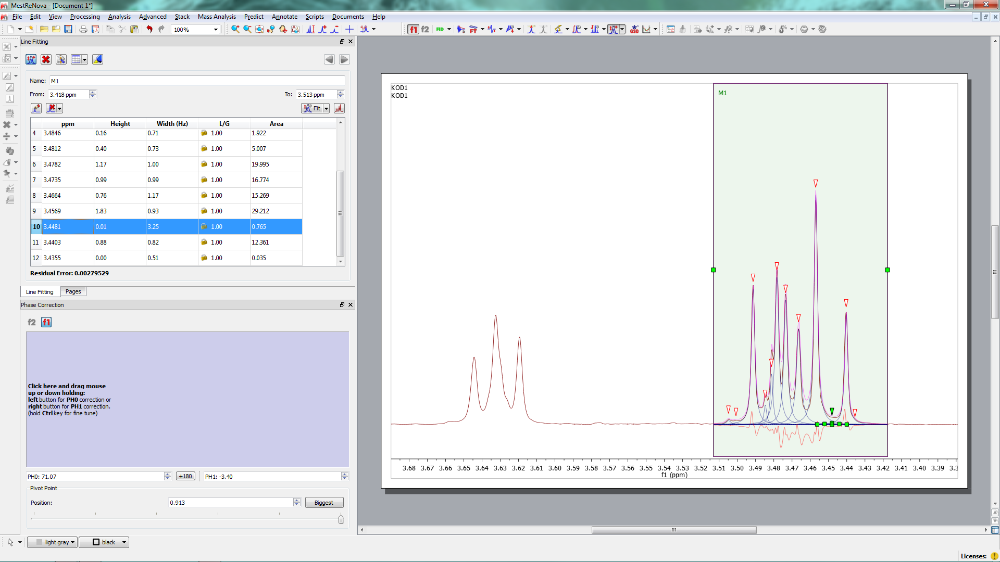 MestReNova - [Document 1*]
File Edit View Processing Analysis Advanced Stack Mass Analysis Predict Annotate Scripts Documents Help
100% f1 f2 FID FT GSD
Line Fitting
Name: M1
From: 3.418 ppm To: 3.513 ppm
Fit
ppm Height Width (Hz) L/G Area
4 3.4846 0.16 0.71 1.00 1.922
5 3.4812 0.40 0.73 1.00 5.007
6 3.4782 1.17 1.00 1.00 19.995
7 3.4735 0.99 0.99 1.00 16.774
8 3.4664 0.76 1.17 1.00 15.269
9 3.4569 1.83 0.93 1.00 29.212
10 3.4481 0.01 3.25 1.00 0.765
11 3.4403 0.88 0.82 1.00 12.361
12 3.4355 0.00 0.51 1.00 0.035
Residual Error: 0.00279529
Line Fitting Pages
Phase Correction
f2 f1
Click here and drag mouse
up or down holding:
left button for PH0 correction or
right button for PH1 correction.
(hold Ctrl key for fine tune)
PH0: 71.07 +180 PH1: -3.40
Pivot Point
Position: 0.913 Biggest
KOD1
KOD1
M1
3.68 3.67 3.66 3.65 3.64 3.63 3.62 3.61 3.60 3.59 3.58 3.57 3.56 3.55 3.54 3.53 3.52 3.51 3.50 3.49 3.48 3.47 3.46 3.45 3.44 3.43 3.42 3.41 3.40 3.39
f1 (ppm)
light gray black
Licenses: